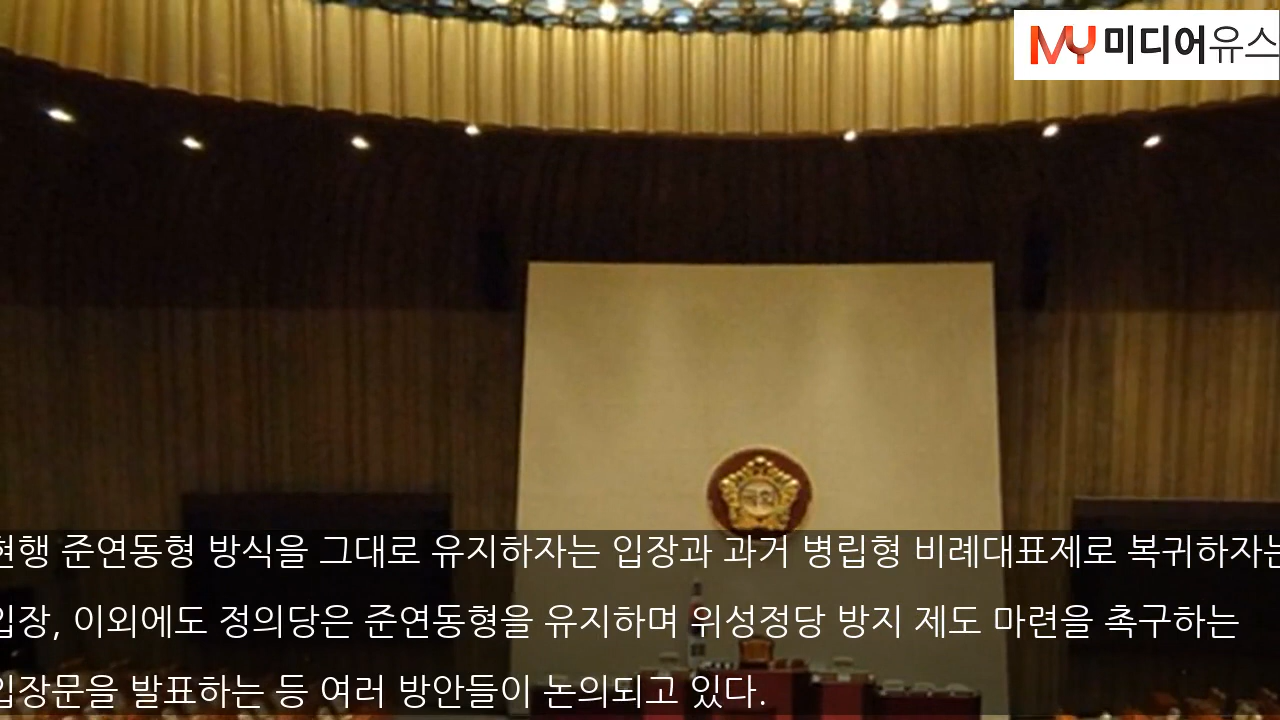 MY 미디어유스
현행 준연동형 방식을 그대로 유지하자는 입장과 과거 병립형 비례대표제로 복귀하자는
입장, 이외에도 정의당은 준연동형을 유지하며 위성정당 방지 제도 마련을 촉구하는
입장문을 발표하는 등 여러 방안들이 논의되고 있다.